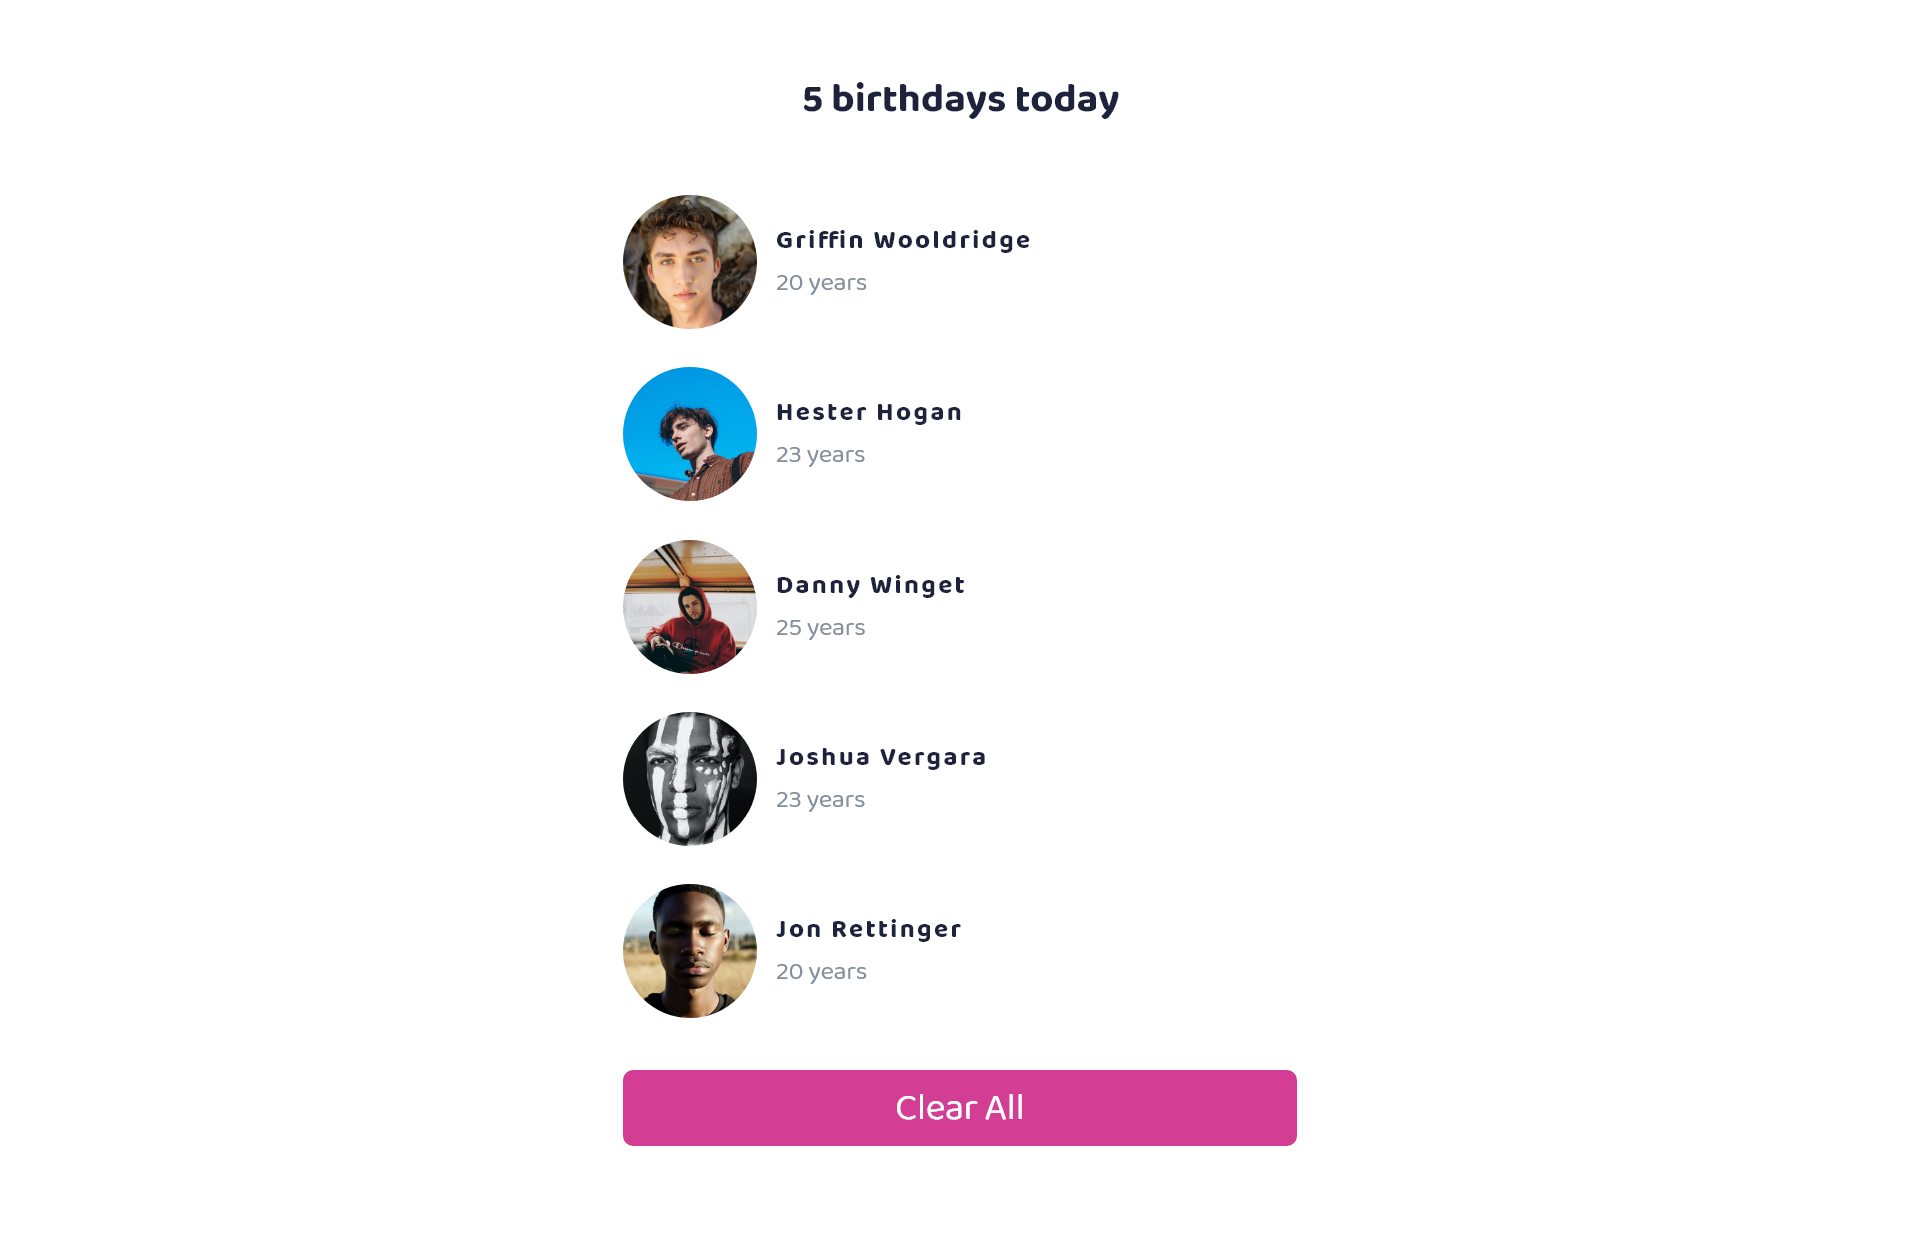 5 birthdays today
Griffin Wooldridge
20 years
Hester Hogan
23 years
Danny Winget
25 years
Champion
Joshua Vergara
23 years
Jon Rettinger
20 years
Clear All